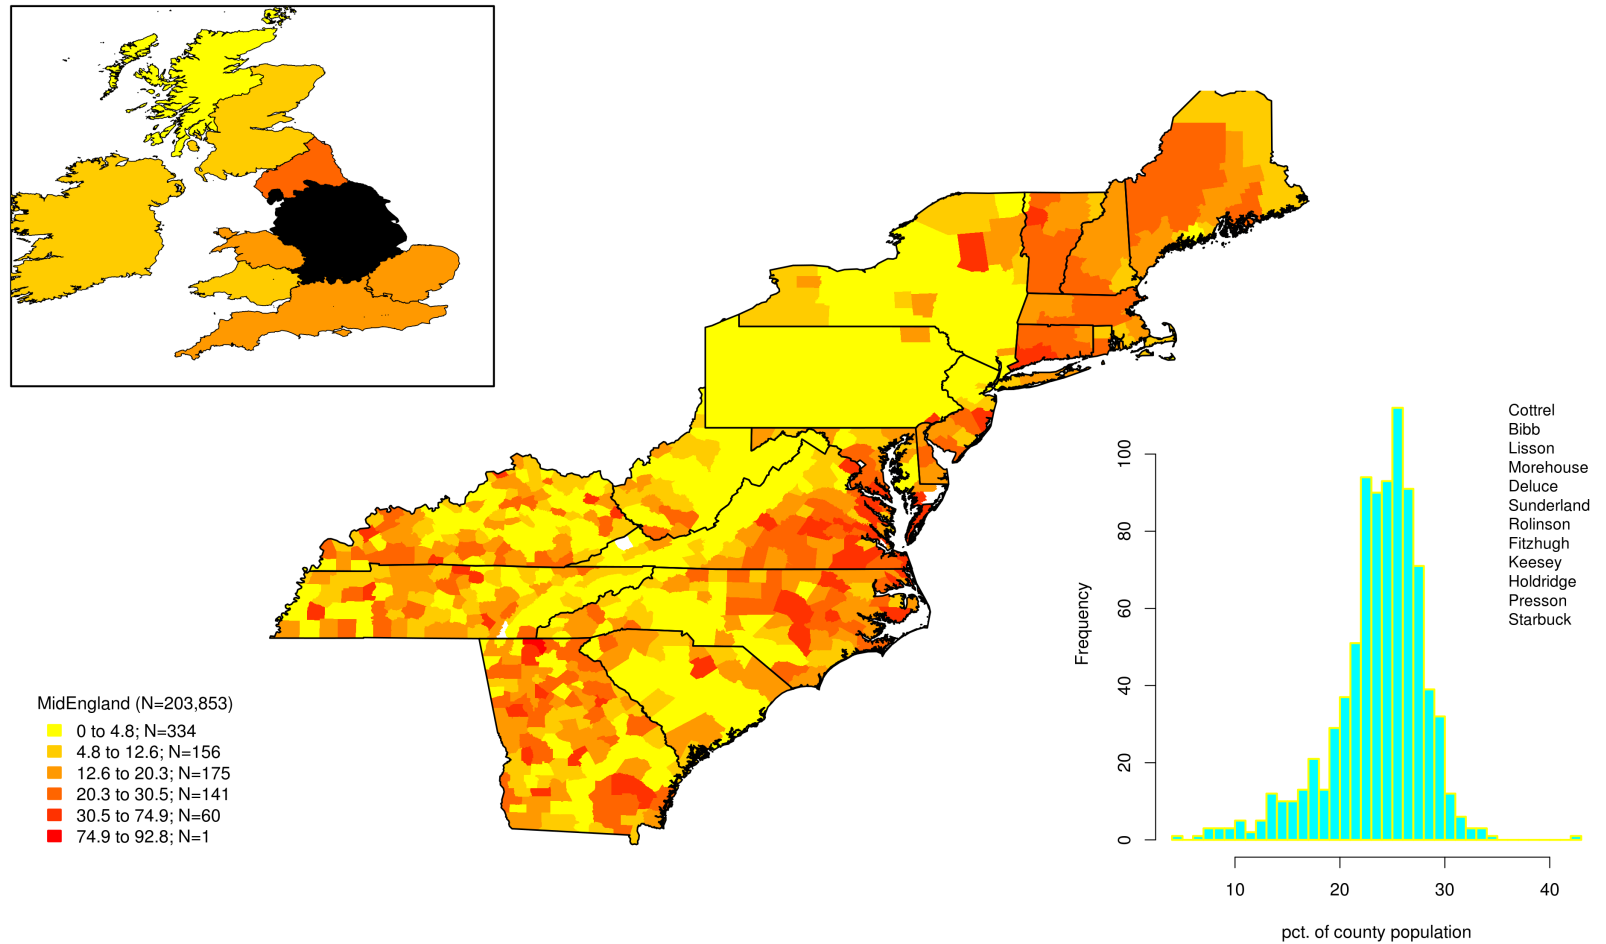 MidEngland (N=203,853)
0 to 4.8; N=334
4.8 to 12.6; N=156
12.6 to 20.3; N=175
20.3 to 30.5; N=141
30.5 to 74.9; N=60
74.9 to 92.8; N=1
Cottrel
Bibb
Lisson
Morehouse
Deluce
Sunderland
Rolinson
Fitzhugh
Keesey
Holdridge
Presson
Starbuck
Frequency
100
80
60
40
20
0
10 20 30 40
pct. of county population